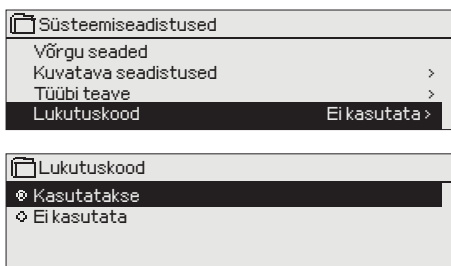 Süsteemiseadistused
Võrgu seaded
Kuvatava seadistused >
Tüübi teave >
Lukutuskood Ei kasutata >
Lukutuskood
Kasutatakse
Ei kasutata